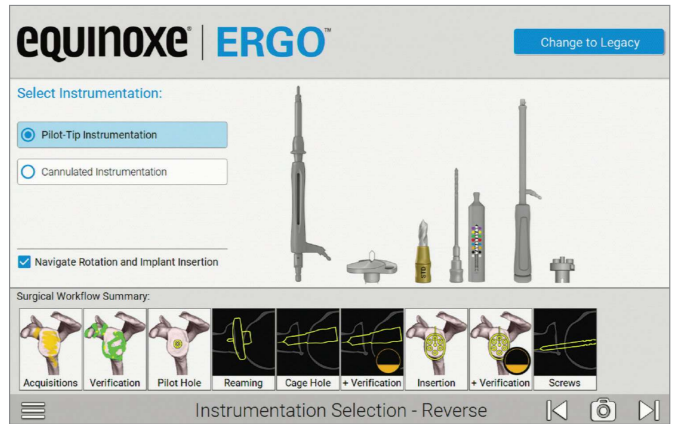 equinoxe® | ERGO™
Change to Legacy
Select Instrumentation:
Pilot-Tip Instrumentation
Cannulated Instrumentation
Navigate Rotation and Implant Insertion
STD
Surgical Workflow Summary:
Acquisitions
Verification
Pilot Hole
Reaming
Cage Hole
+ Verification
Insertion
+ Verification
Screws
Instrumentation Selection - Reverse